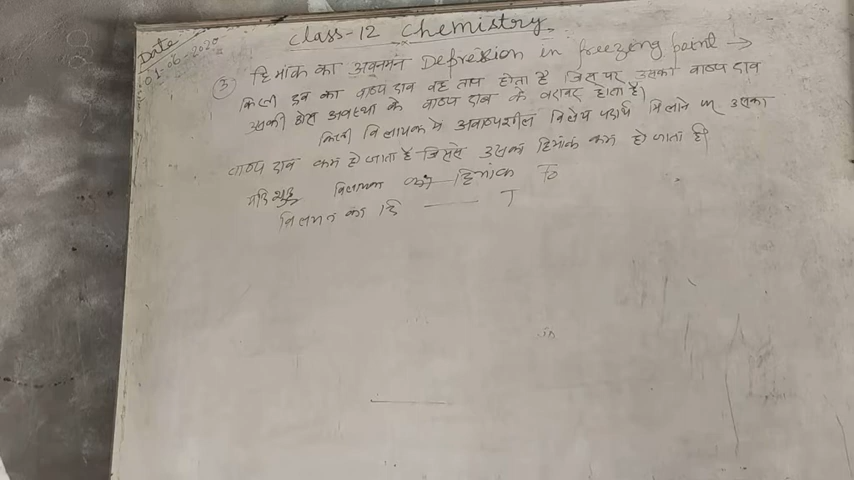 Class-12 Chemistry
Date
01-06-2020
③ हिमांक का अवनमन Depression in freezing point →
किसी द्रव का वाष्प दाब वह ताप होता है जिस पर उसका वाष्प दाब
उसकी ठोस अवस्था के वाष्प दाब के बराबर होता है।
किसी विलायक में अवाष्पशील विलेय पदार्थ मिलाने पर उसका
वाष्प दाब कम हो जाता है जिससे उसका हिमांक कम हो जाता है।
यदि शुद्ध विलायक का हिमांक To
विलयन का हि —— T